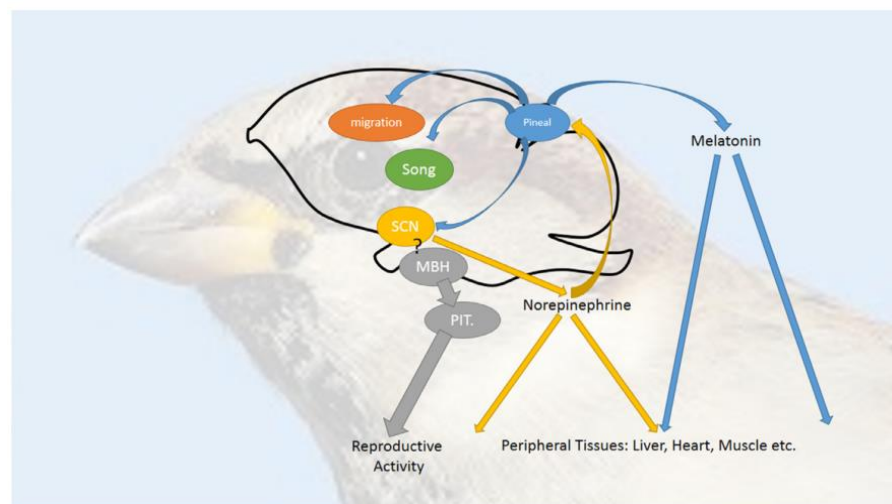 migration
Pineal
Melatonin
Song
SCN
?
MBH
Norepinephrine
PIT.
Reproductive
Activity
Peripheral Tissues: Liver, Heart, Muscle etc.